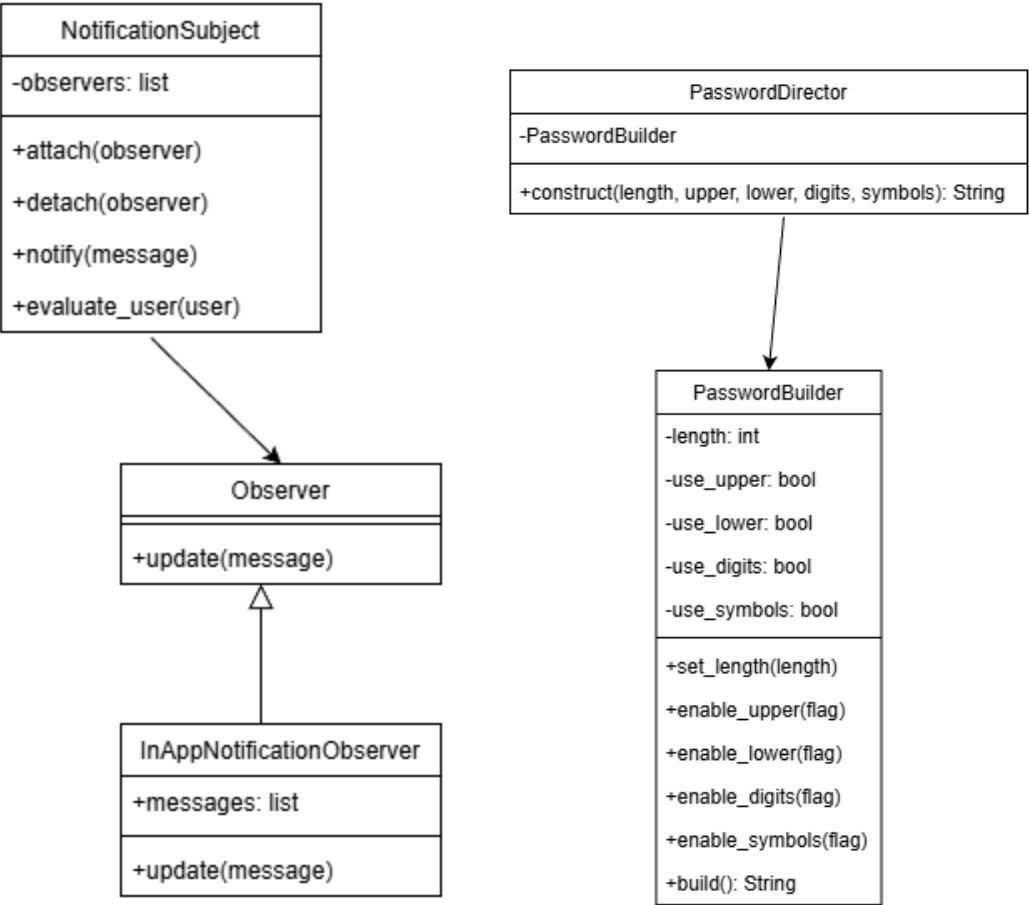 NotificationSubject
-observers: list
+attach(observer)
+detach(observer)
+notify(message)
+evaluate_user(user)
Observer
+update(message)
InAppNotificationObserver
+messages: list
+update(message)
PasswordDirector
-PasswordBuilder
+construct(length, upper, lower, digits, symbols): String
PasswordBuilder
-length: int
-use_upper: bool
-use_lower: bool
-use_digits: bool
-use_symbols: bool
+set_length(length)
+enable_upper(flag)
+enable_lower(flag)
+enable_digits(flag)
+enable_symbols(flag)
+build(): String